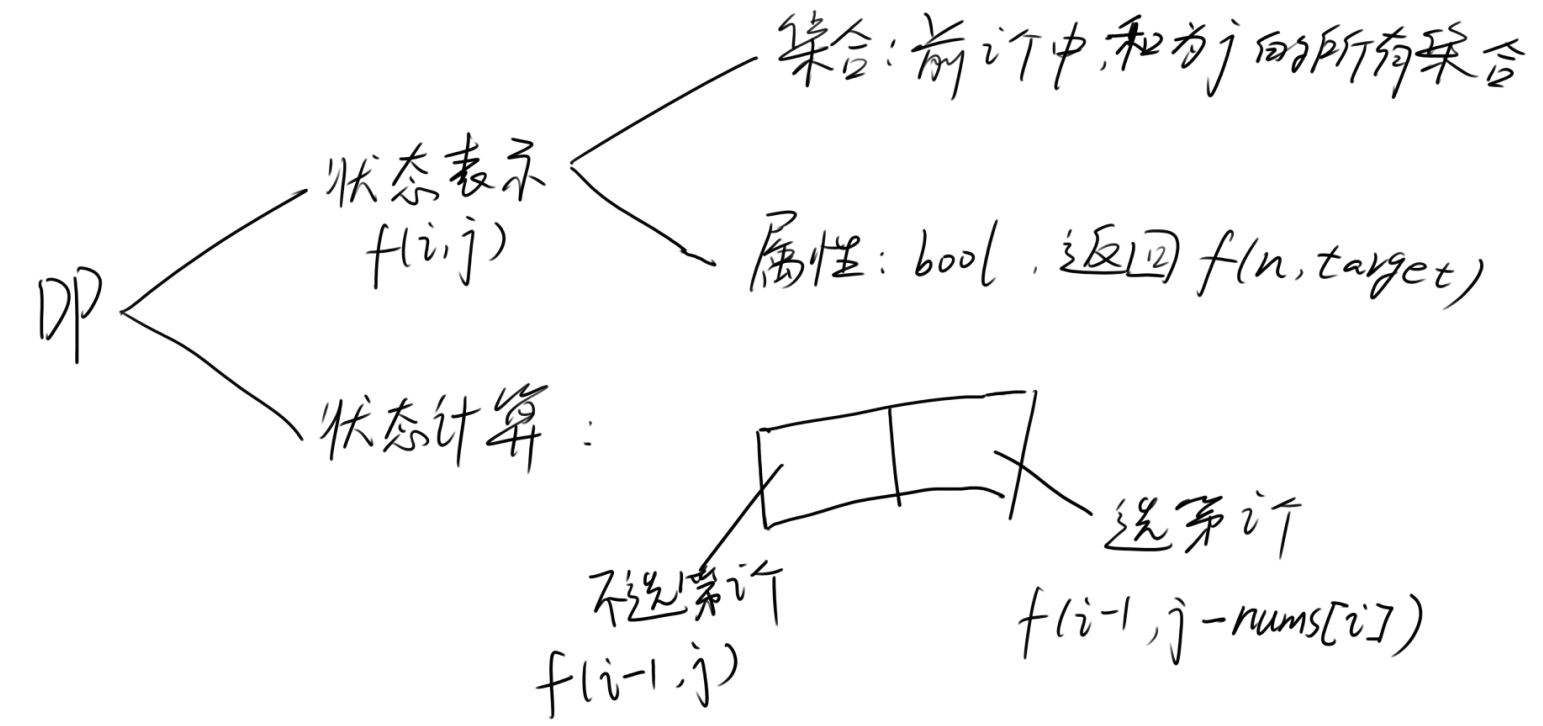 集合：前i个中，和为j的所有集合
状态表示
f(i,j)
属性：bool，返回f(n,target)
DP
状态计算：
选第i个
不选第i个
f(i-1,j-nums[i])
f(i-1,j)